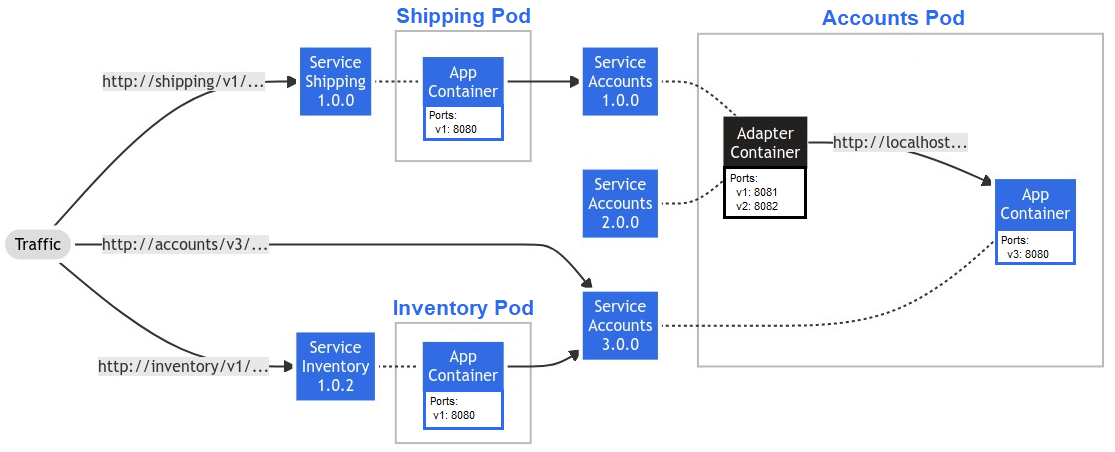 Shipping Pod
Accounts Pod
Service
Shipping
1.0.0
App
Container
Ports:
v1: 8080
Service
Accounts
1.0.0
http://shipping/v1/...
Adapter
Container
Ports:
v1: 8081
v2: 8082
http://localhost...
Service
Accounts
2.0.0
App
Container
Ports:
v3: 8080
Traffic
http://accounts/v3/...
Inventory Pod
Service
Accounts
3.0.0
http://inventory/v1/...
Service
Inventory
1.0.2
App
Container
Ports:
v1: 8080